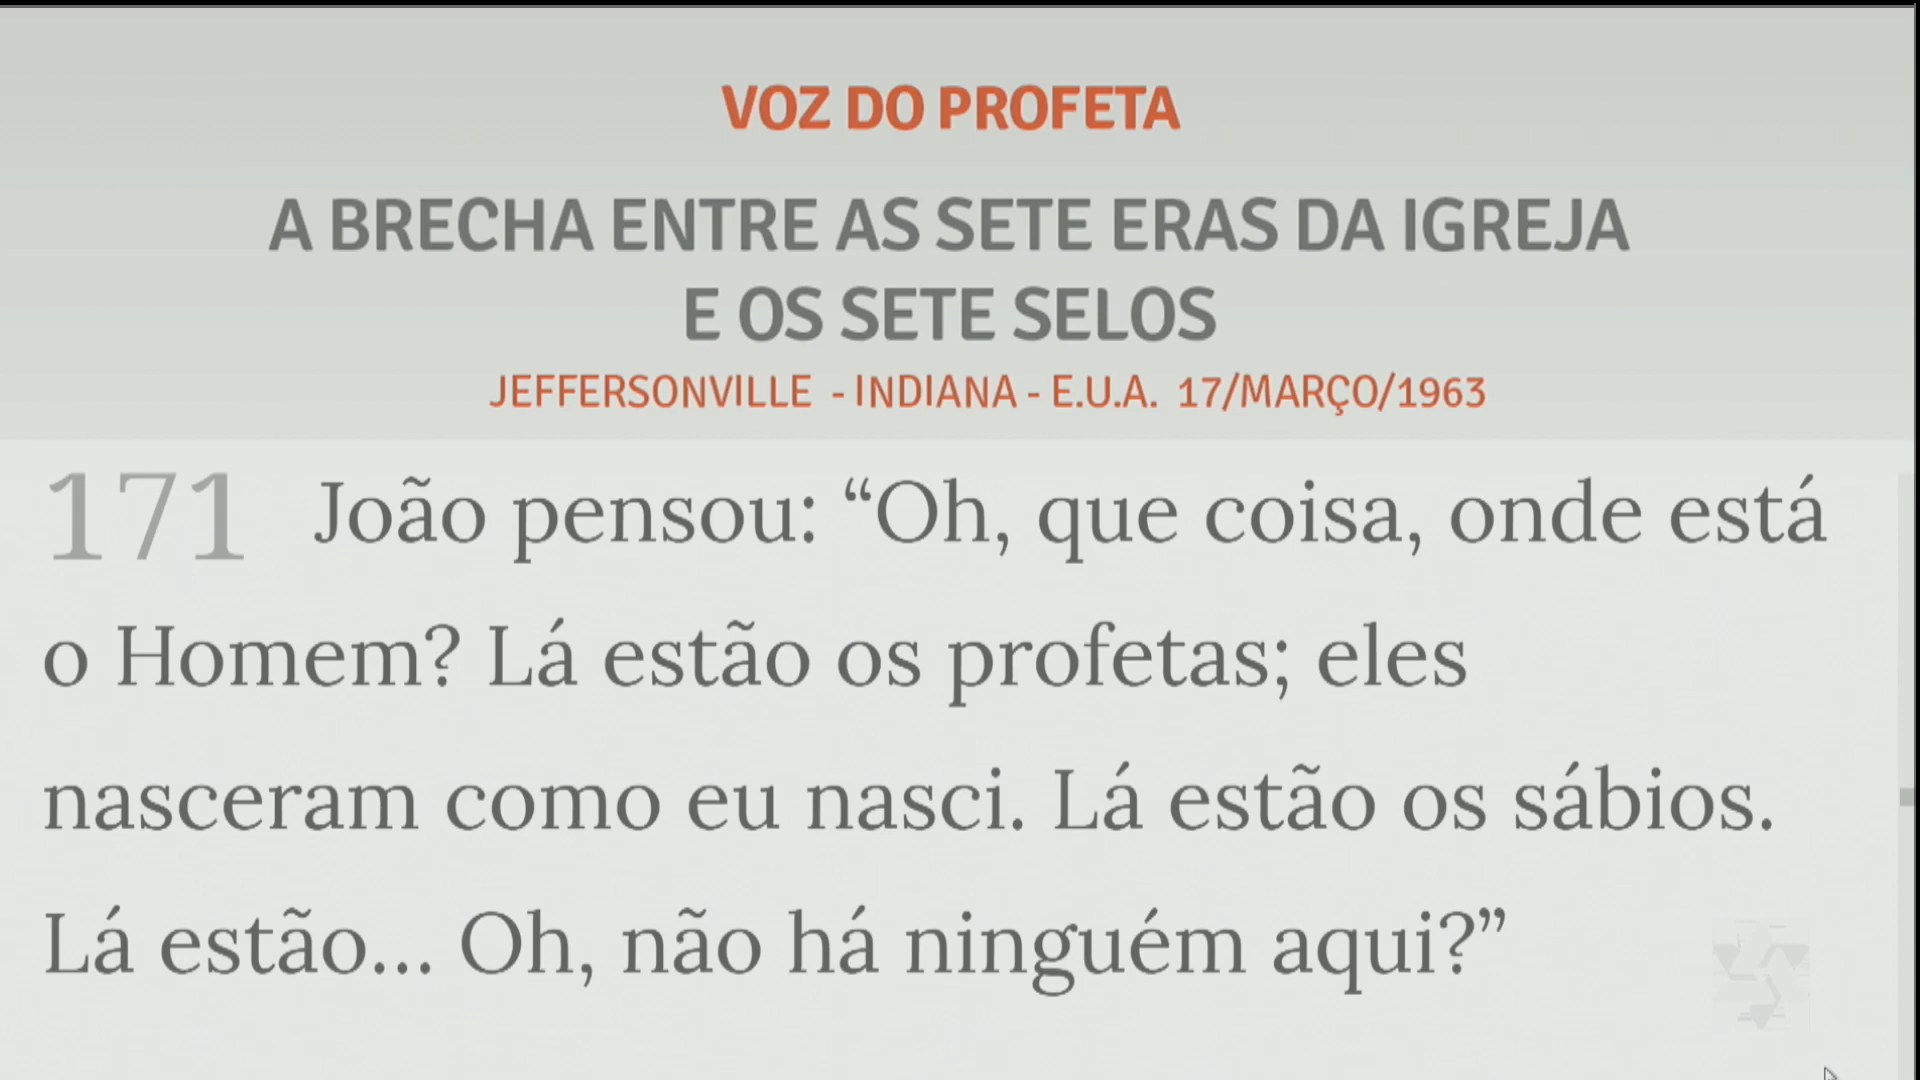 VOZ DO PROFETA
A BRECHA ENTRE AS SETE ERAS DA IGREJA
E OS SETE SELOS
JEFFERSONVILLE - INDIANA - E.U.A. 17/MARÇO/1963
171 João pensou: “Oh, que coisa, onde está
o Homem? Lá estão os profetas; eles
nasceram como eu nasci. Lá estão os sábios.
Lá estão... Oh, não há ninguém aqui?”